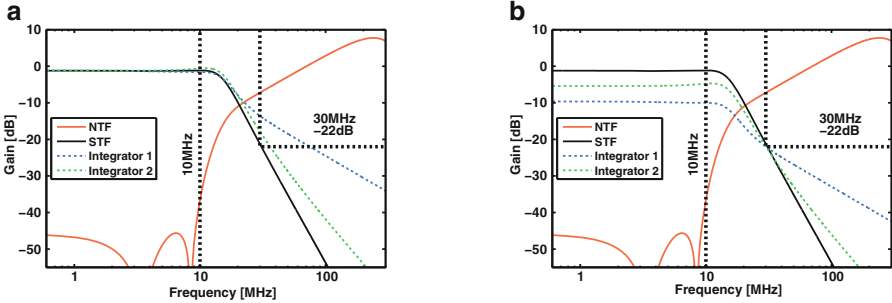 a
10
0
−10
−20
−30
−40
−50
Gain [dB]
NTF
STF
Integrator 1
Integrator 2
10MHz
30MHz
−22dB
1
10
100
Frequency [MHz]
b
10
0
−10
−20
−30
−40
−50
Gain [dB]
NTF
STF
Integrator 1
Integrator 2
10MHz
30MHz
−22dB
1
10
100
Frequency [MHz]